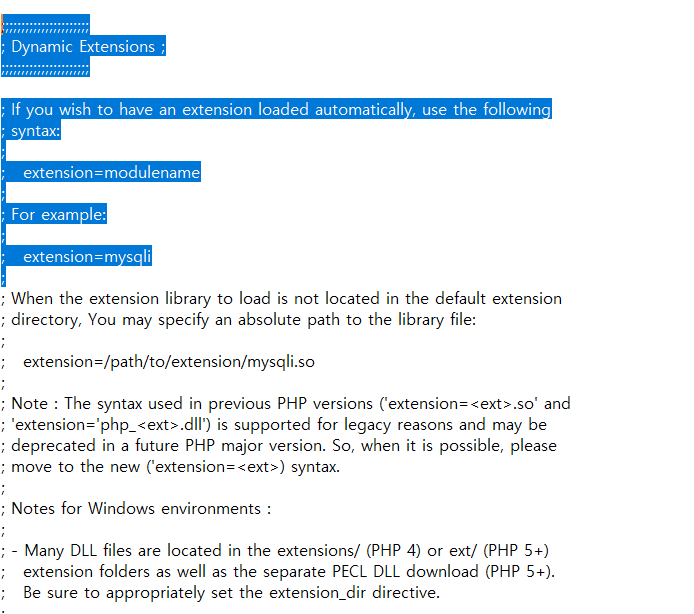 ;;;;;;;;;;;;;;;;;;;;;;
; Dynamic Extensions ;
;;;;;;;;;;;;;;;;;;;;;;
; If you wish to have an extension loaded automatically, use the following
; syntax:
;
;   extension=modulename
;
; For example:
;
;   extension=mysqli
;
; When the extension library to load is not located in the default extension
; directory, You may specify an absolute path to the library file:
;
;   extension=/path/to/extension/mysqli.so
;
; Note : The syntax used in previous PHP versions ('extension=<ext>.so' and
; 'extension='php_<ext>.dll') is supported for legacy reasons and may be
; deprecated in a future PHP major version. So, when it is possible, please
; move to the new ('extension=<ext>) syntax.
;
; Notes for Windows environments :
;
; - Many DLL files are located in the extensions/ (PHP 4) or ext/ (PHP 5+)
;   extension folders as well as the separate PECL DLL download (PHP 5+).
;   Be sure to appropriately set the extension_dir directive.
;